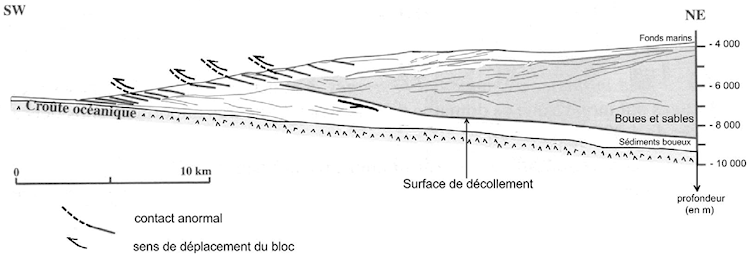 SW
NE
Fonds marins
- 4 000
- 6 000
Croute océanique
Boues et sables
- 8 000
Sédiments boueux
- 10 000
0
10 km
Surface de décollement
profondeur
(en m)
contact anormal
sens de déplacement du bloc